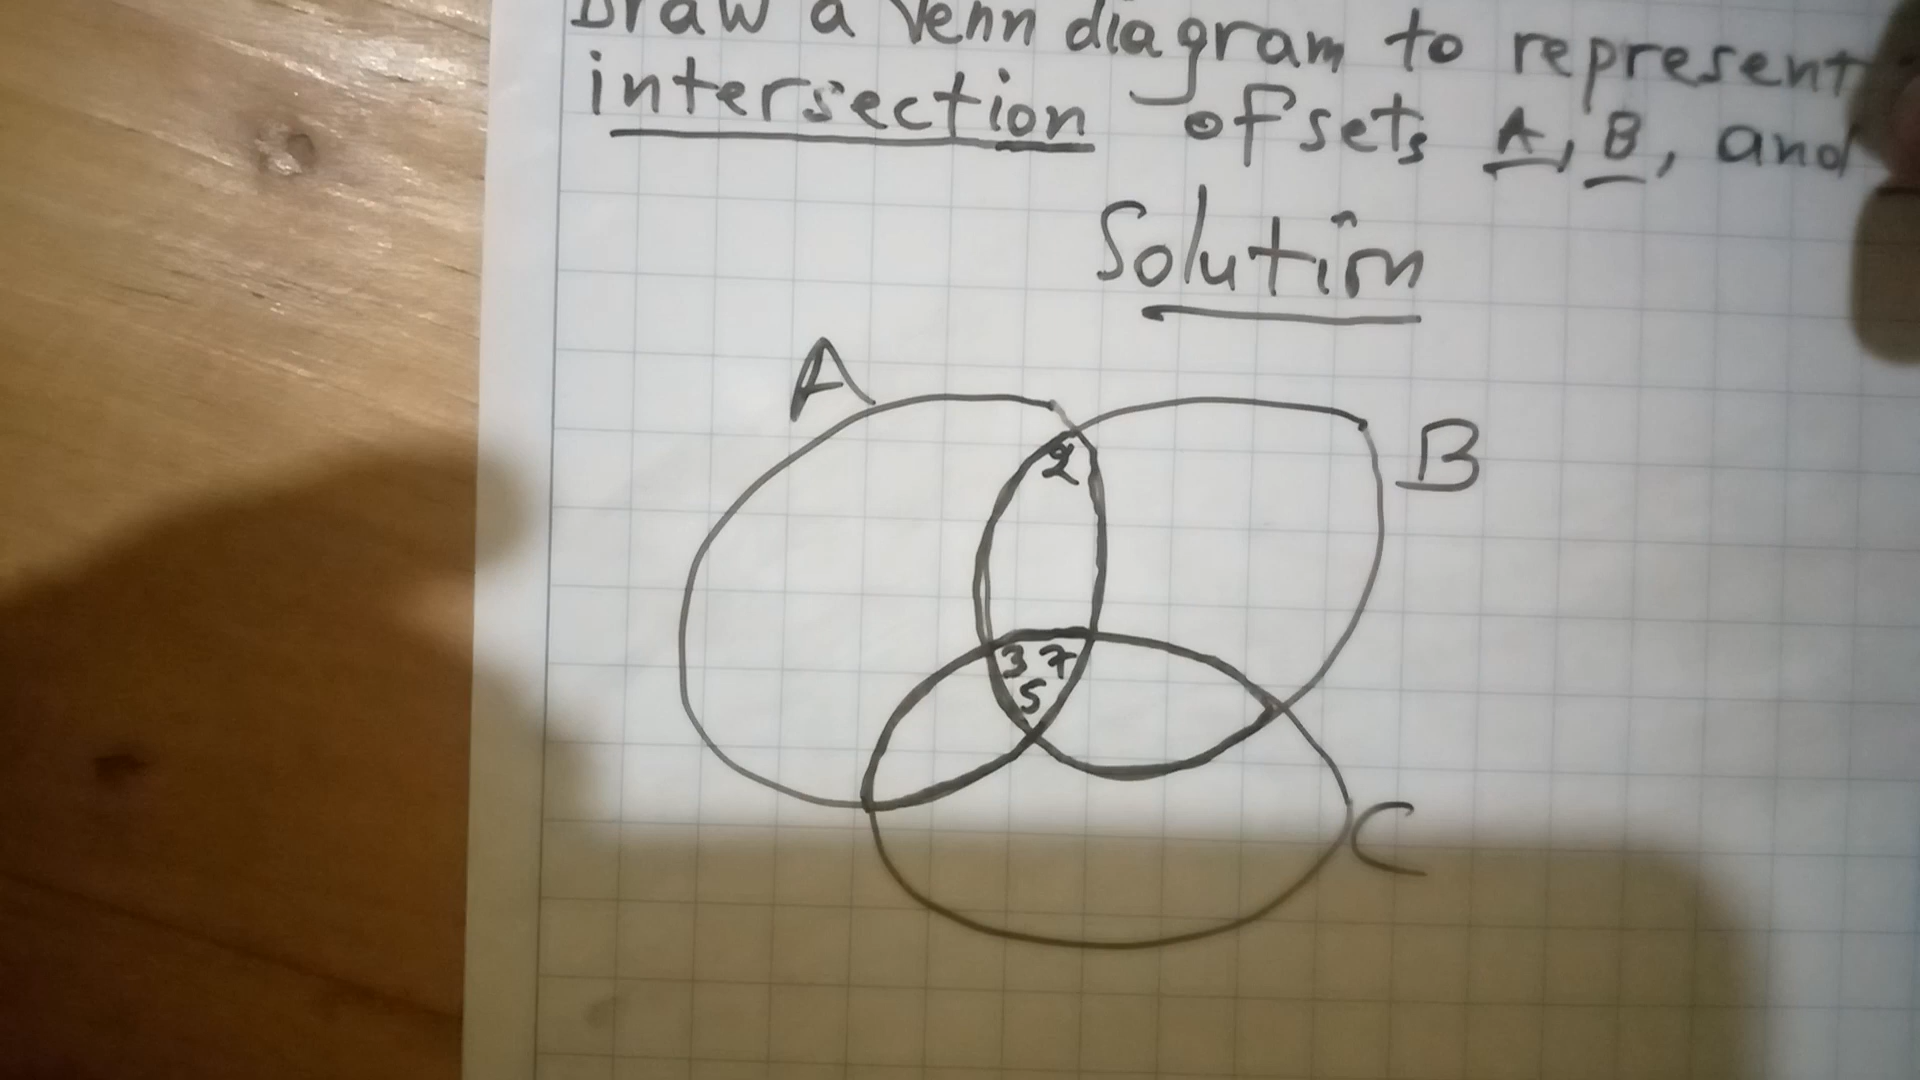 Draw a Venn diagram to represent
intersection of sets A, B, and
Solution
A
B
2
3 7
5
C